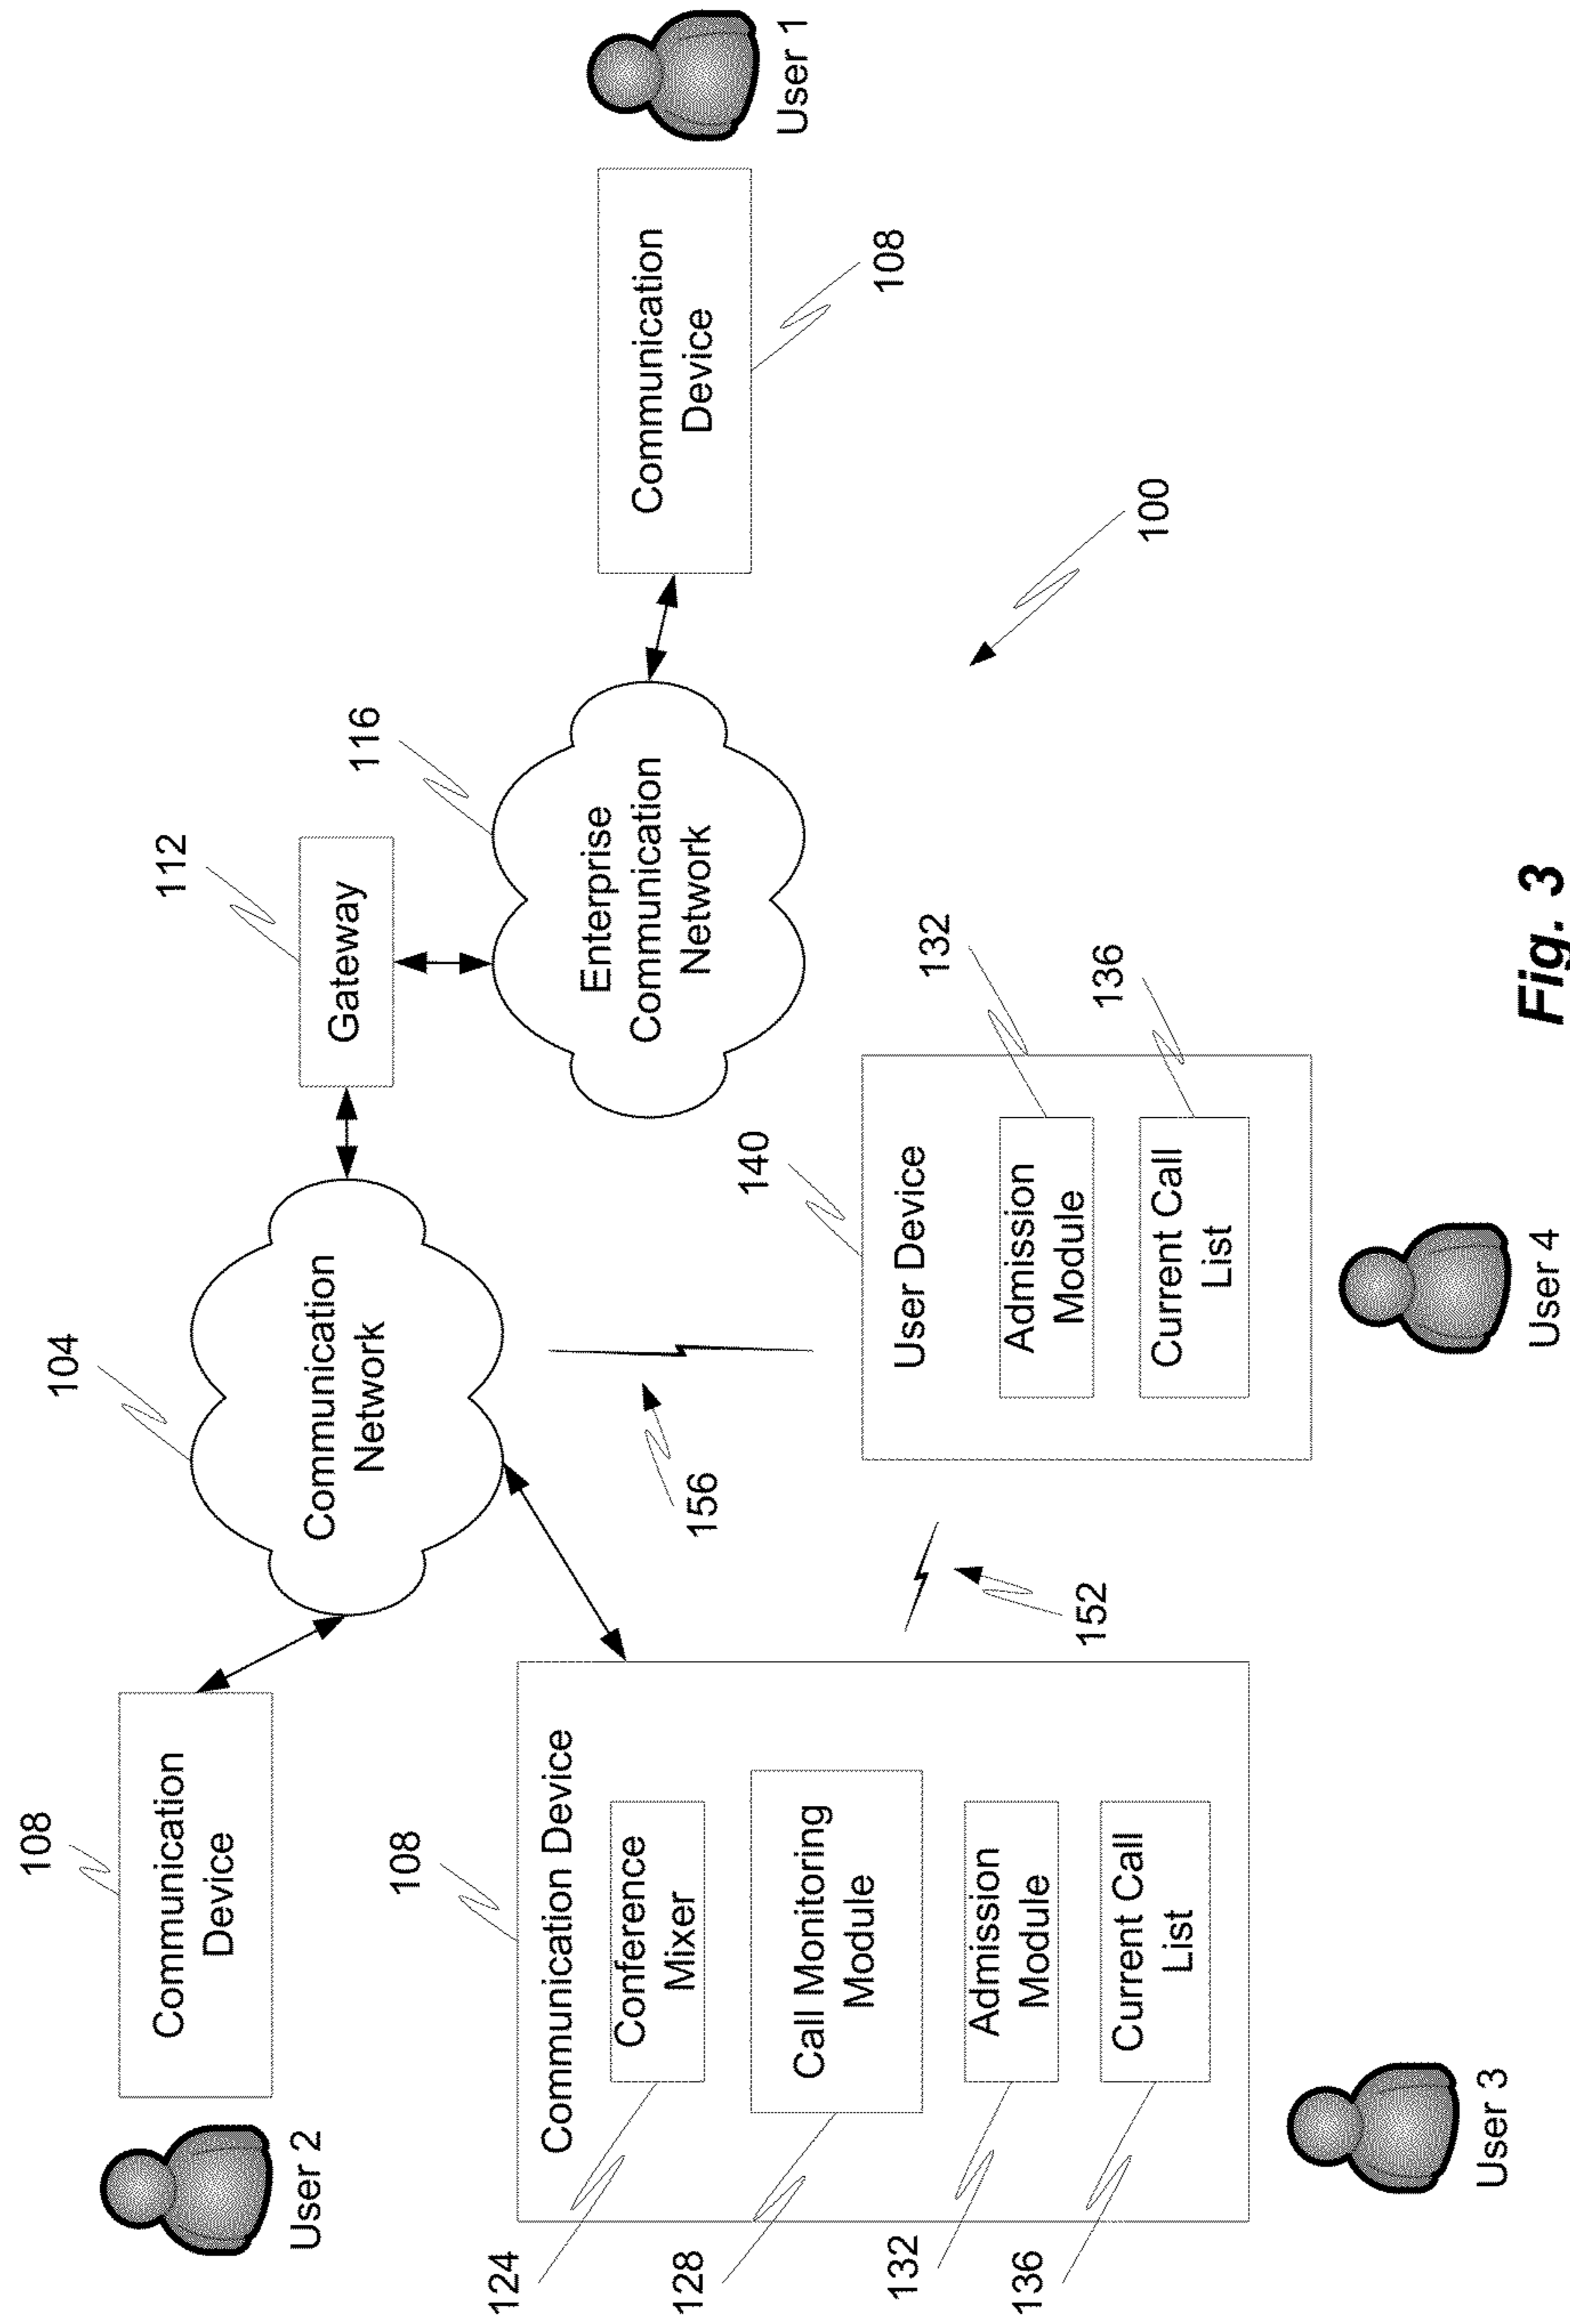 User 2
108
Communication
Device
104
Communication
Network
112
Gateway
116
Enterprise
Communication
Network
Communication
Device
108
User 1
108
Communication Device
124
Conference
Mixer
128
Call Monitoring
Module
132
Admission
Module
136
Current Call
List
User 3
156
152
140
User Device
132
Admission
Module
136
Current Call
List
User 4
100
Fig. 3